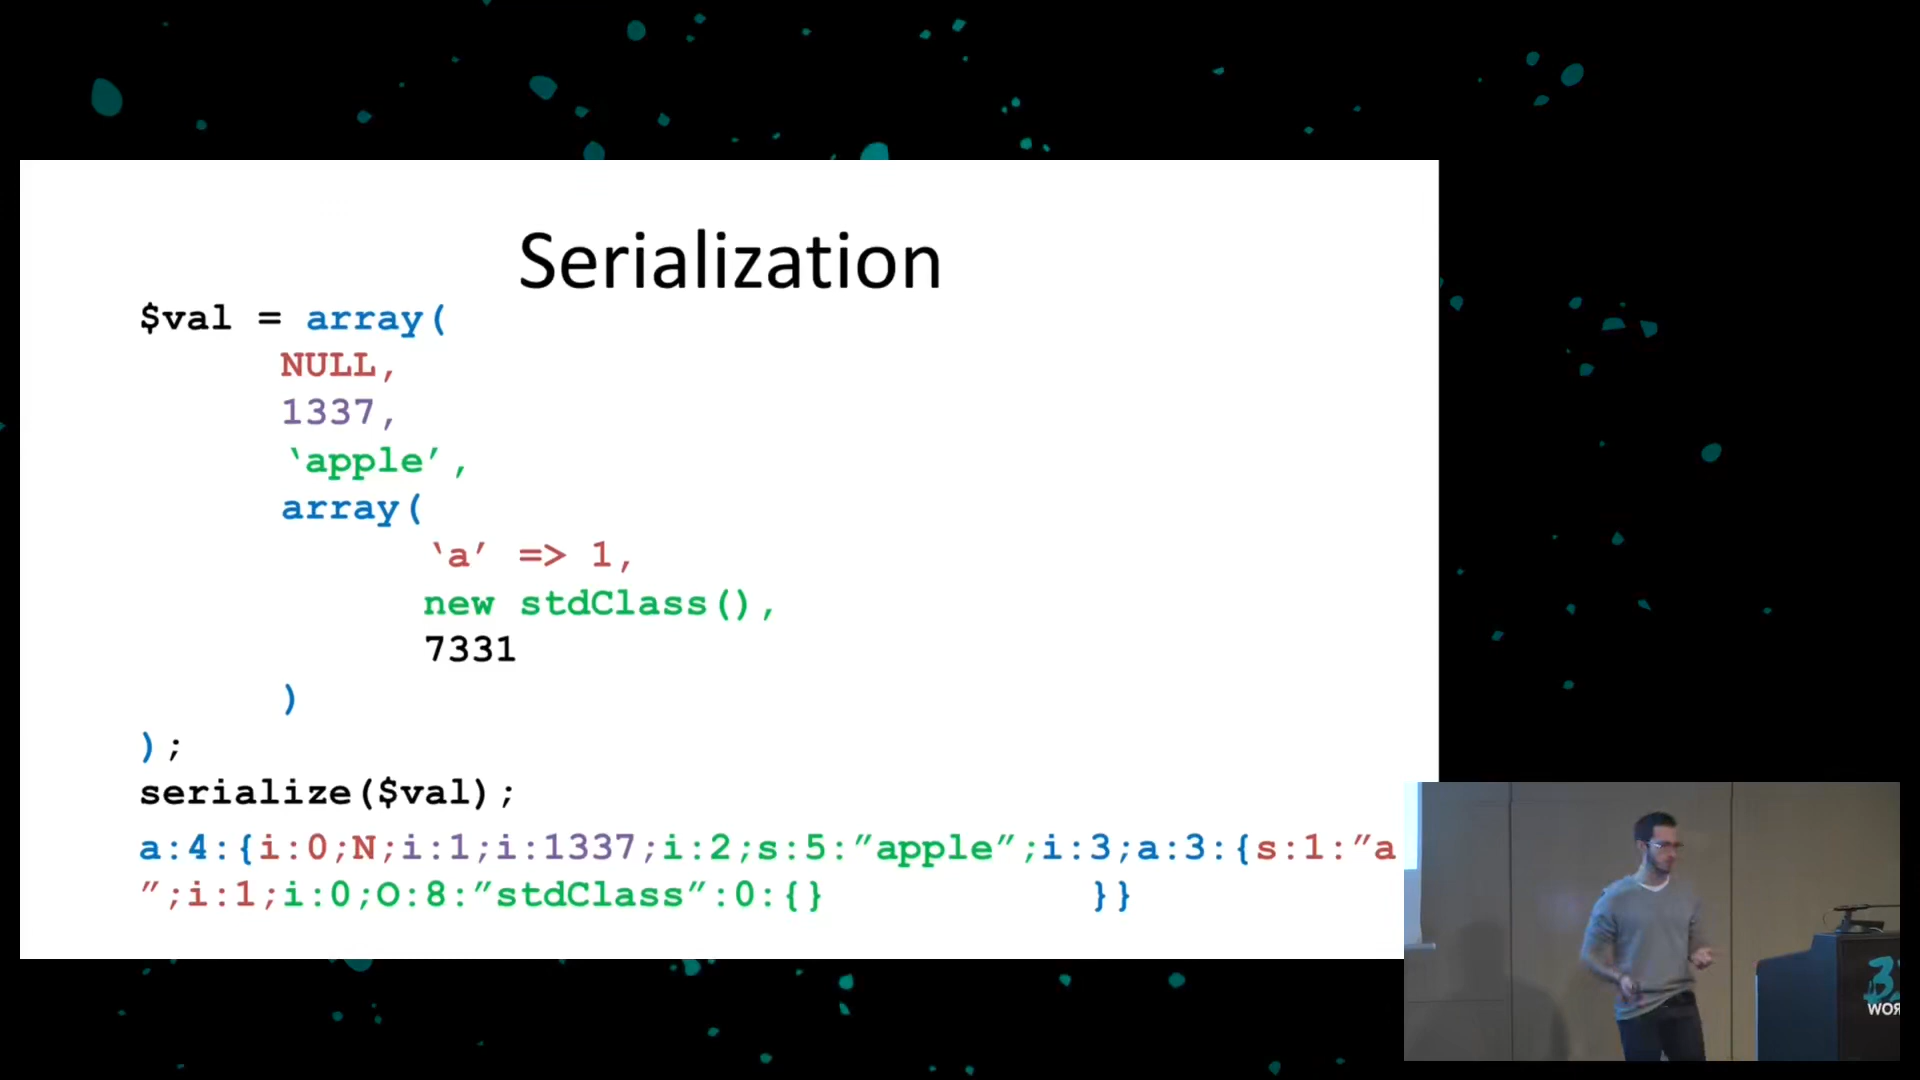 Serialization
$val = array(
NULL,
1337,
‘apple’,
array(
‘a’ => 1,
new stdClass(),
7331
)
);
serialize($val);
a:4:{i:0;N;i:1;i:1337;i:2;s:5:”apple”;i:3;a:3:{s:1:”a
”;i:1;i:0;O:8:”stdClass”:0:{} }}